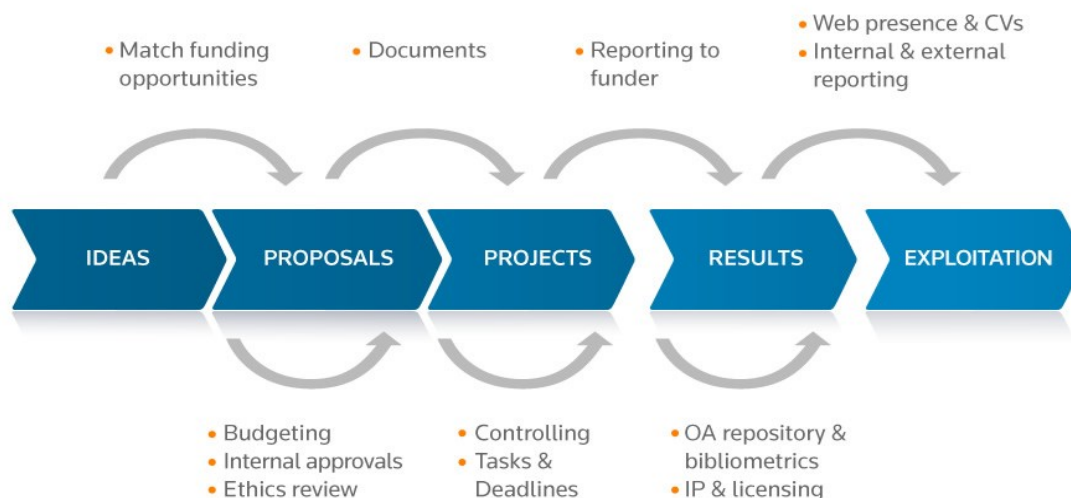 • Match funding
opportunities
• Documents
• Reporting to
funder
• Web presence & CVs
• Internal & external
reporting
IDEAS
PROPOSALS
PROJECTS
RESULTS
EXPLOITATION
• Budgeting
• Internal approvals
• Ethics review
• Controlling
• Tasks &
Deadlines
• OA repository &
bibliometrics
• IP & licensing